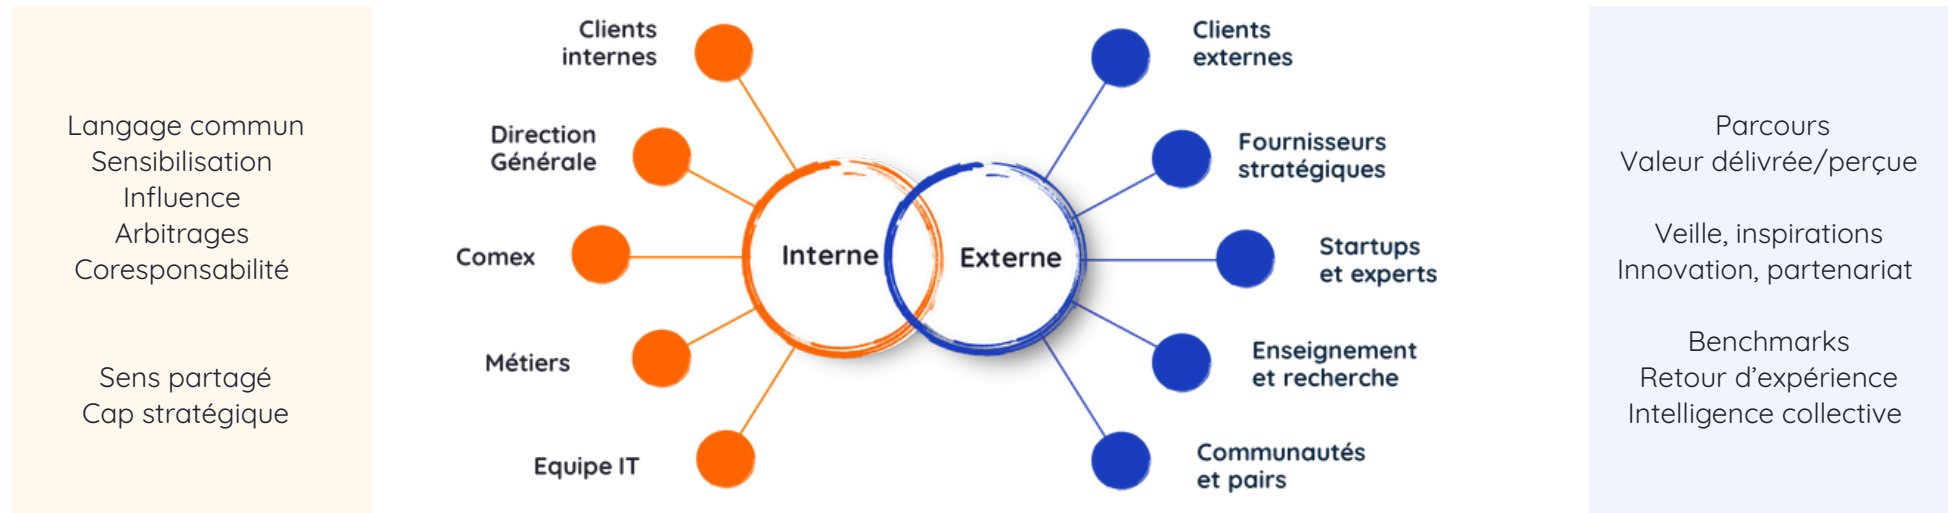 Langage commun
Sensibilisation
Influence
Arbitrages
Coresponsabilité
Sens partagé
Cap stratégique
Clients
internes
Direction
Générale
Comex
Métiers
Equipe IT
Interne
Externe
Clients
externes
Fournisseurs
stratégiques
Startups
et experts
Enseignement
et recherche
Communautés
et pairs
Parcours
Valeur délivrée/perçue
Veille, inspirations
Innovation, partenariat
Benchmarks
Retour d’expérience
Intelligence collective